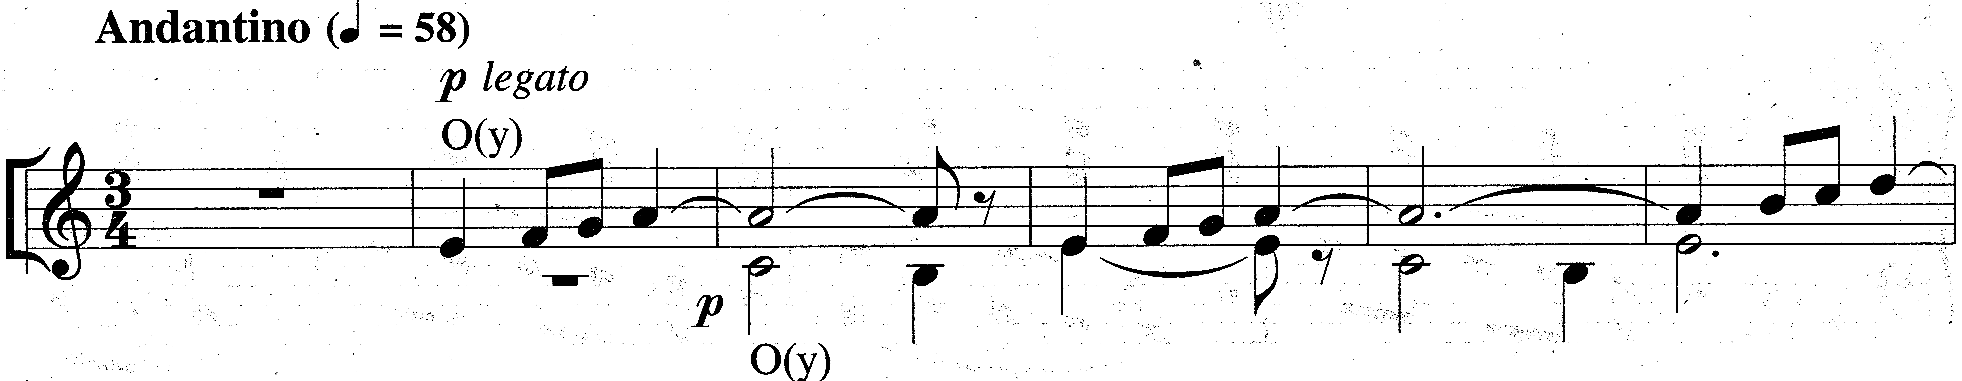 Andantino (♩ = 58)
p legato
O(y)
3
4
p
O(y)